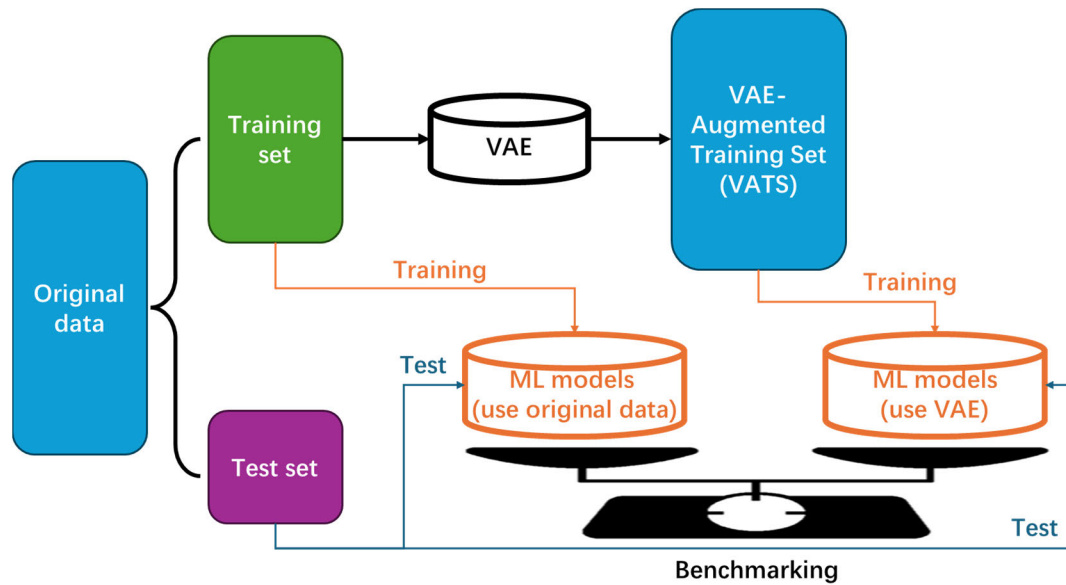 Original
data
Training
set
VAE
VAE-
Augmented
Training Set
(VATS)
Training
Training
Test
ML models
(use original data)
ML models
(use VAE)
Test set
Test
Benchmarking